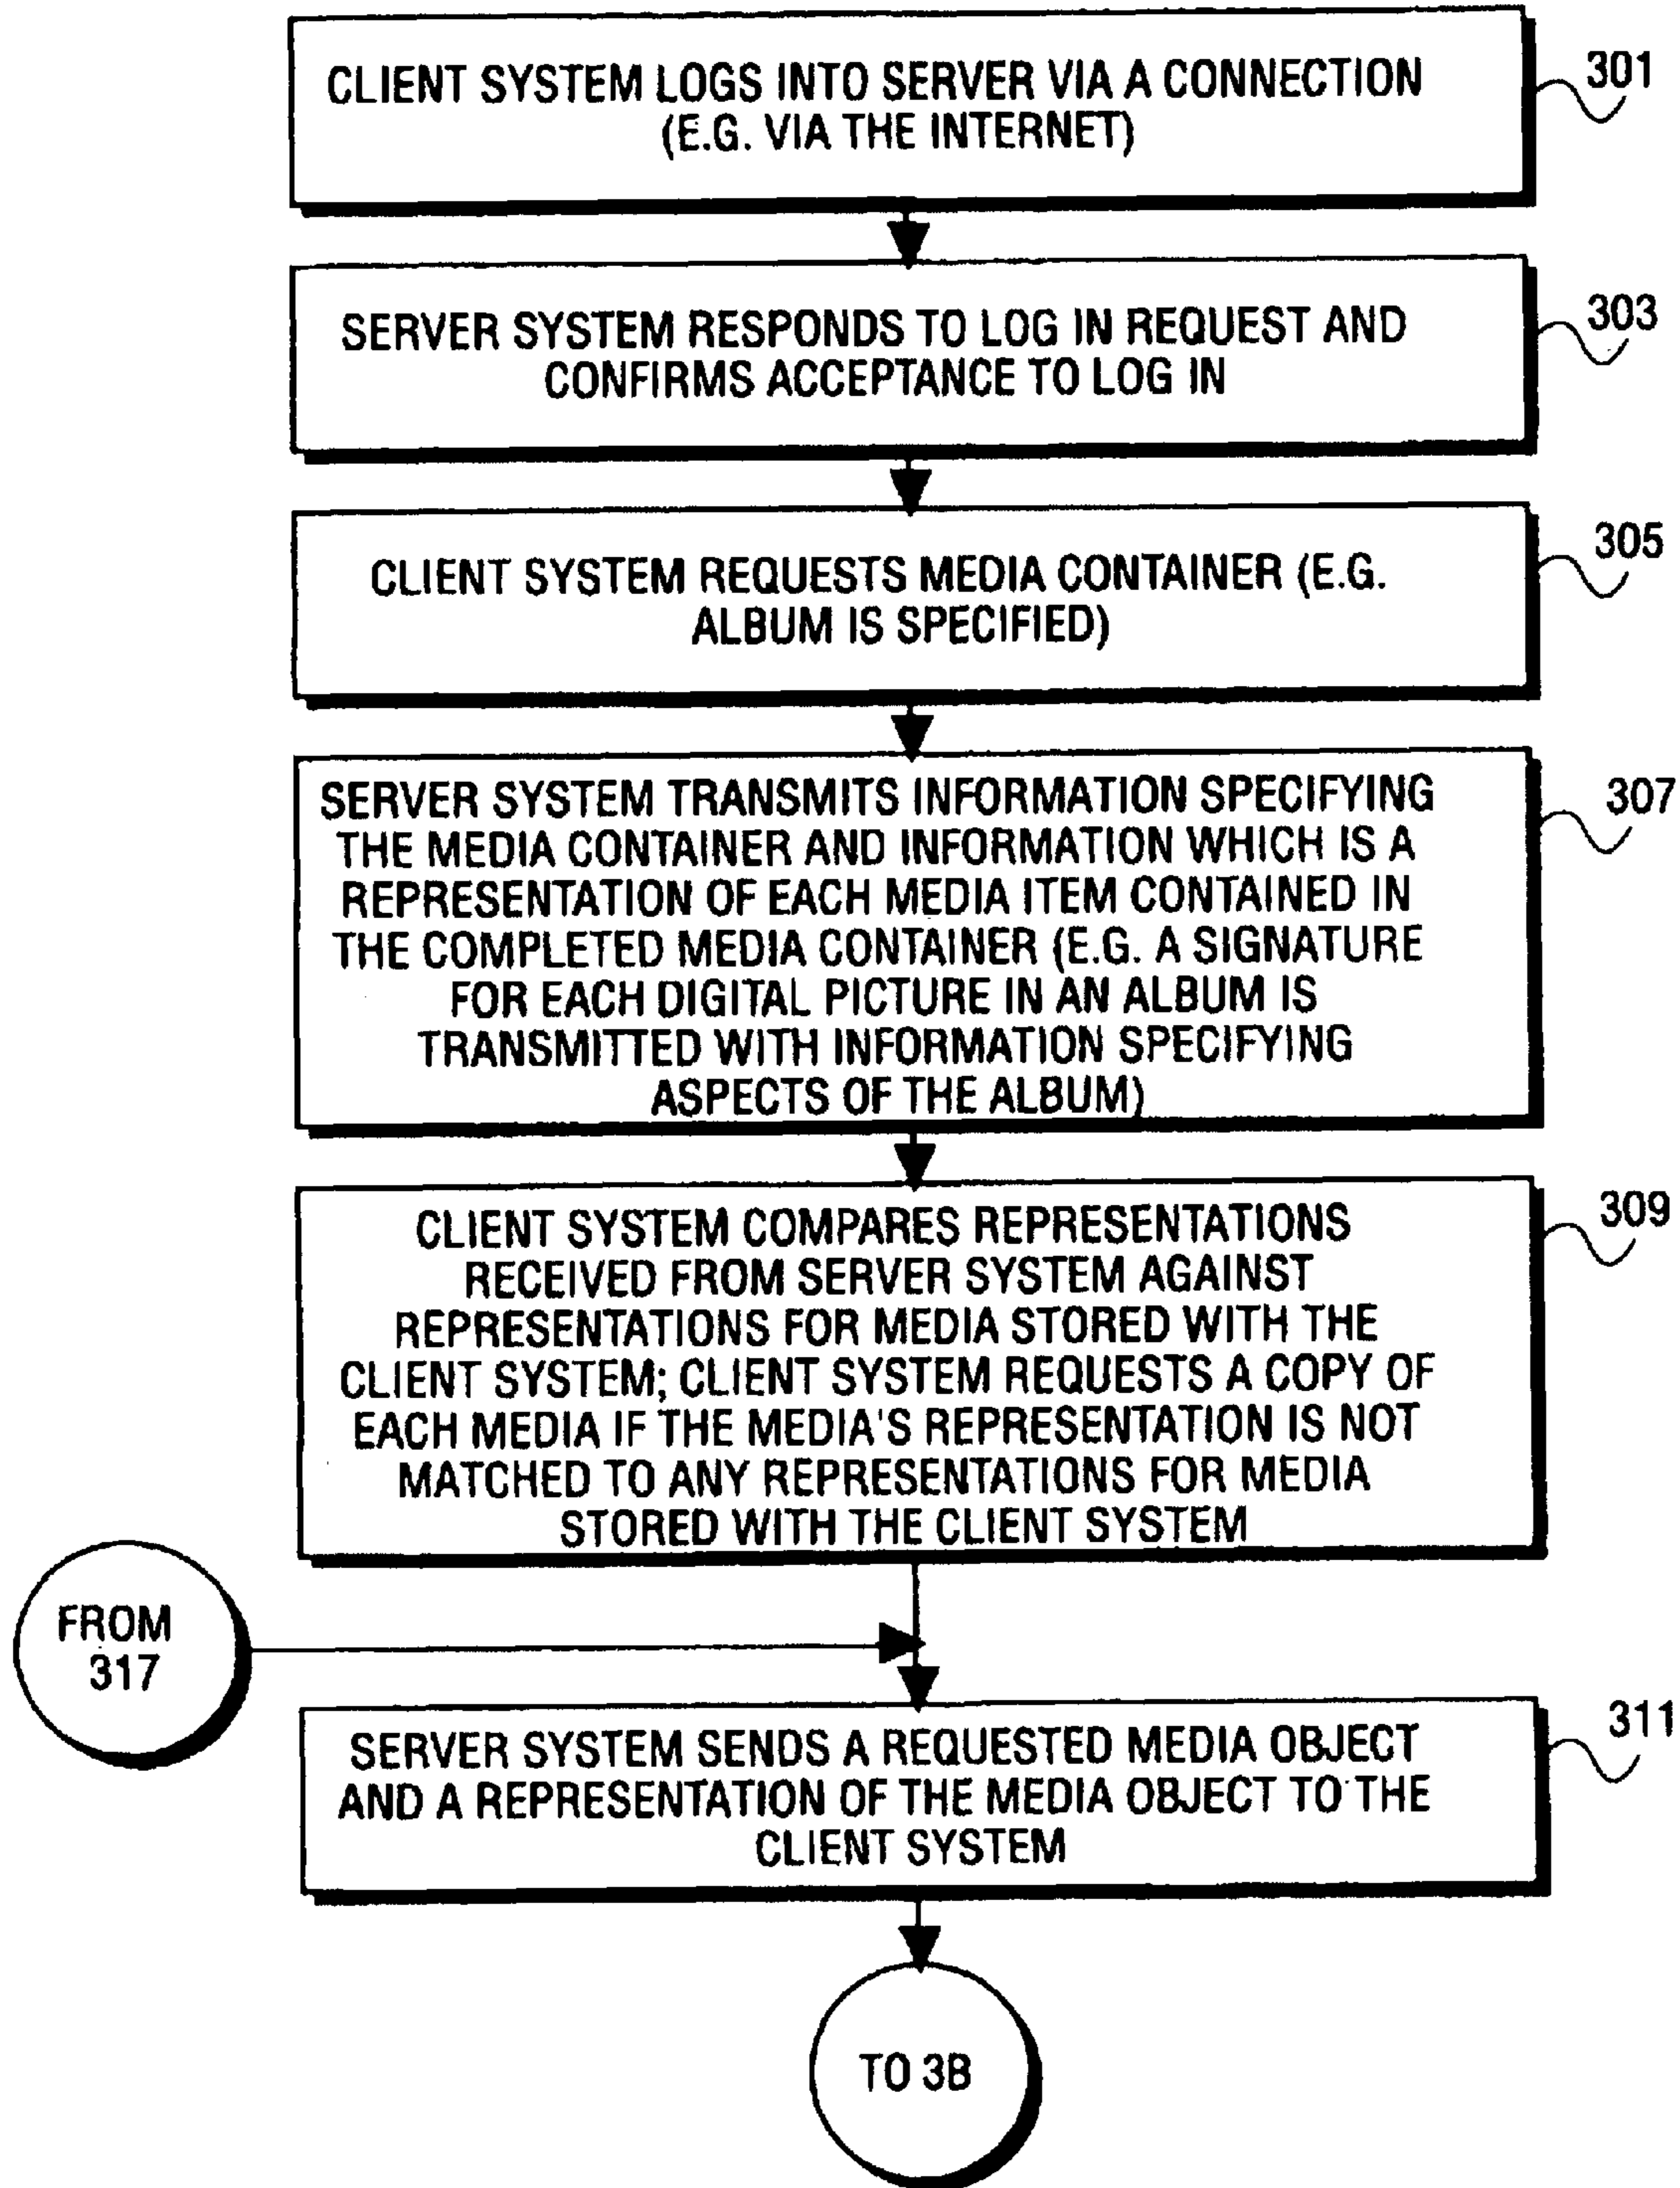 CLIENT SYSTEM LOGS INTO SERVER VIA A CONNECTION
(E.G. VIA THE INTERNET)
301
SERVER SYSTEM RESPONDS TO LOG IN REQUEST AND
CONFIRMS ACCEPTANCE TO LOG IN
303
CLIENT SYSTEM REQUESTS MEDIA CONTAINER (E.G.
ALBUM IS SPECIFIED)
305
SERVER SYSTEM TRANSMITS INFORMATION SPECIFYING
THE MEDIA CONTAINER AND INFORMATION WHICH IS A
REPRESENTATION OF EACH MEDIA ITEM CONTAINED IN
THE COMPLETED MEDIA CONTAINER (E.G. A SIGNATURE
FOR EACH DIGITAL PICTURE IN AN ALBUM IS
TRANSMITTED WITH INFORMATION SPECIFYING
ASPECTS OF THE ALBUM)
307
CLIENT SYSTEM COMPARES REPRESENTATIONS
RECEIVED FROM SERVER SYSTEM AGAINST
REPRESENTATIONS FOR MEDIA STORED WITH THE
CLIENT SYSTEM; CLIENT SYSTEM REQUESTS A COPY OF
EACH MEDIA IF THE MEDIA'S REPRESENTATION IS NOT
MATCHED TO ANY REPRESENTATIONS FOR MEDIA
STORED WITH THE CLIENT SYSTEM
309
FROM
317
SERVER SYSTEM SENDS A REQUESTED MEDIA OBJECT
AND A REPRESENTATION OF THE MEDIA OBJECT TO THE
CLIENT SYSTEM
311
TO 3B